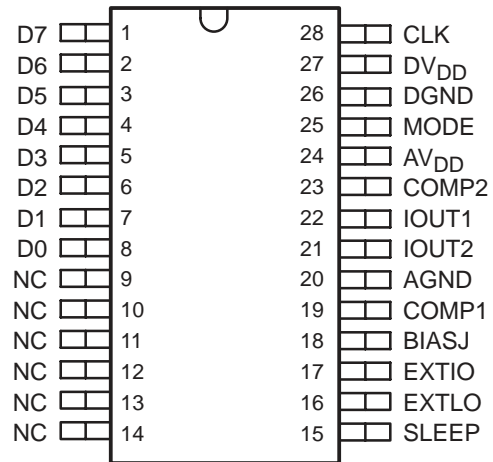 D7 1 28 CLK
D6 2 27 DVDD
D5 3 26 DGND
D4 4 25 MODE
D3 5 24 AVDD
D2 6 23 COMP2
D1 7 22 IOUT1
D0 8 21 IOUT2
NC 9 20 AGND
NC 10 19 COMP1
NC 11 18 BIASJ
NC 12 17 EXTIO
NC 13 16 EXTLO
NC 14 15 SLEEP